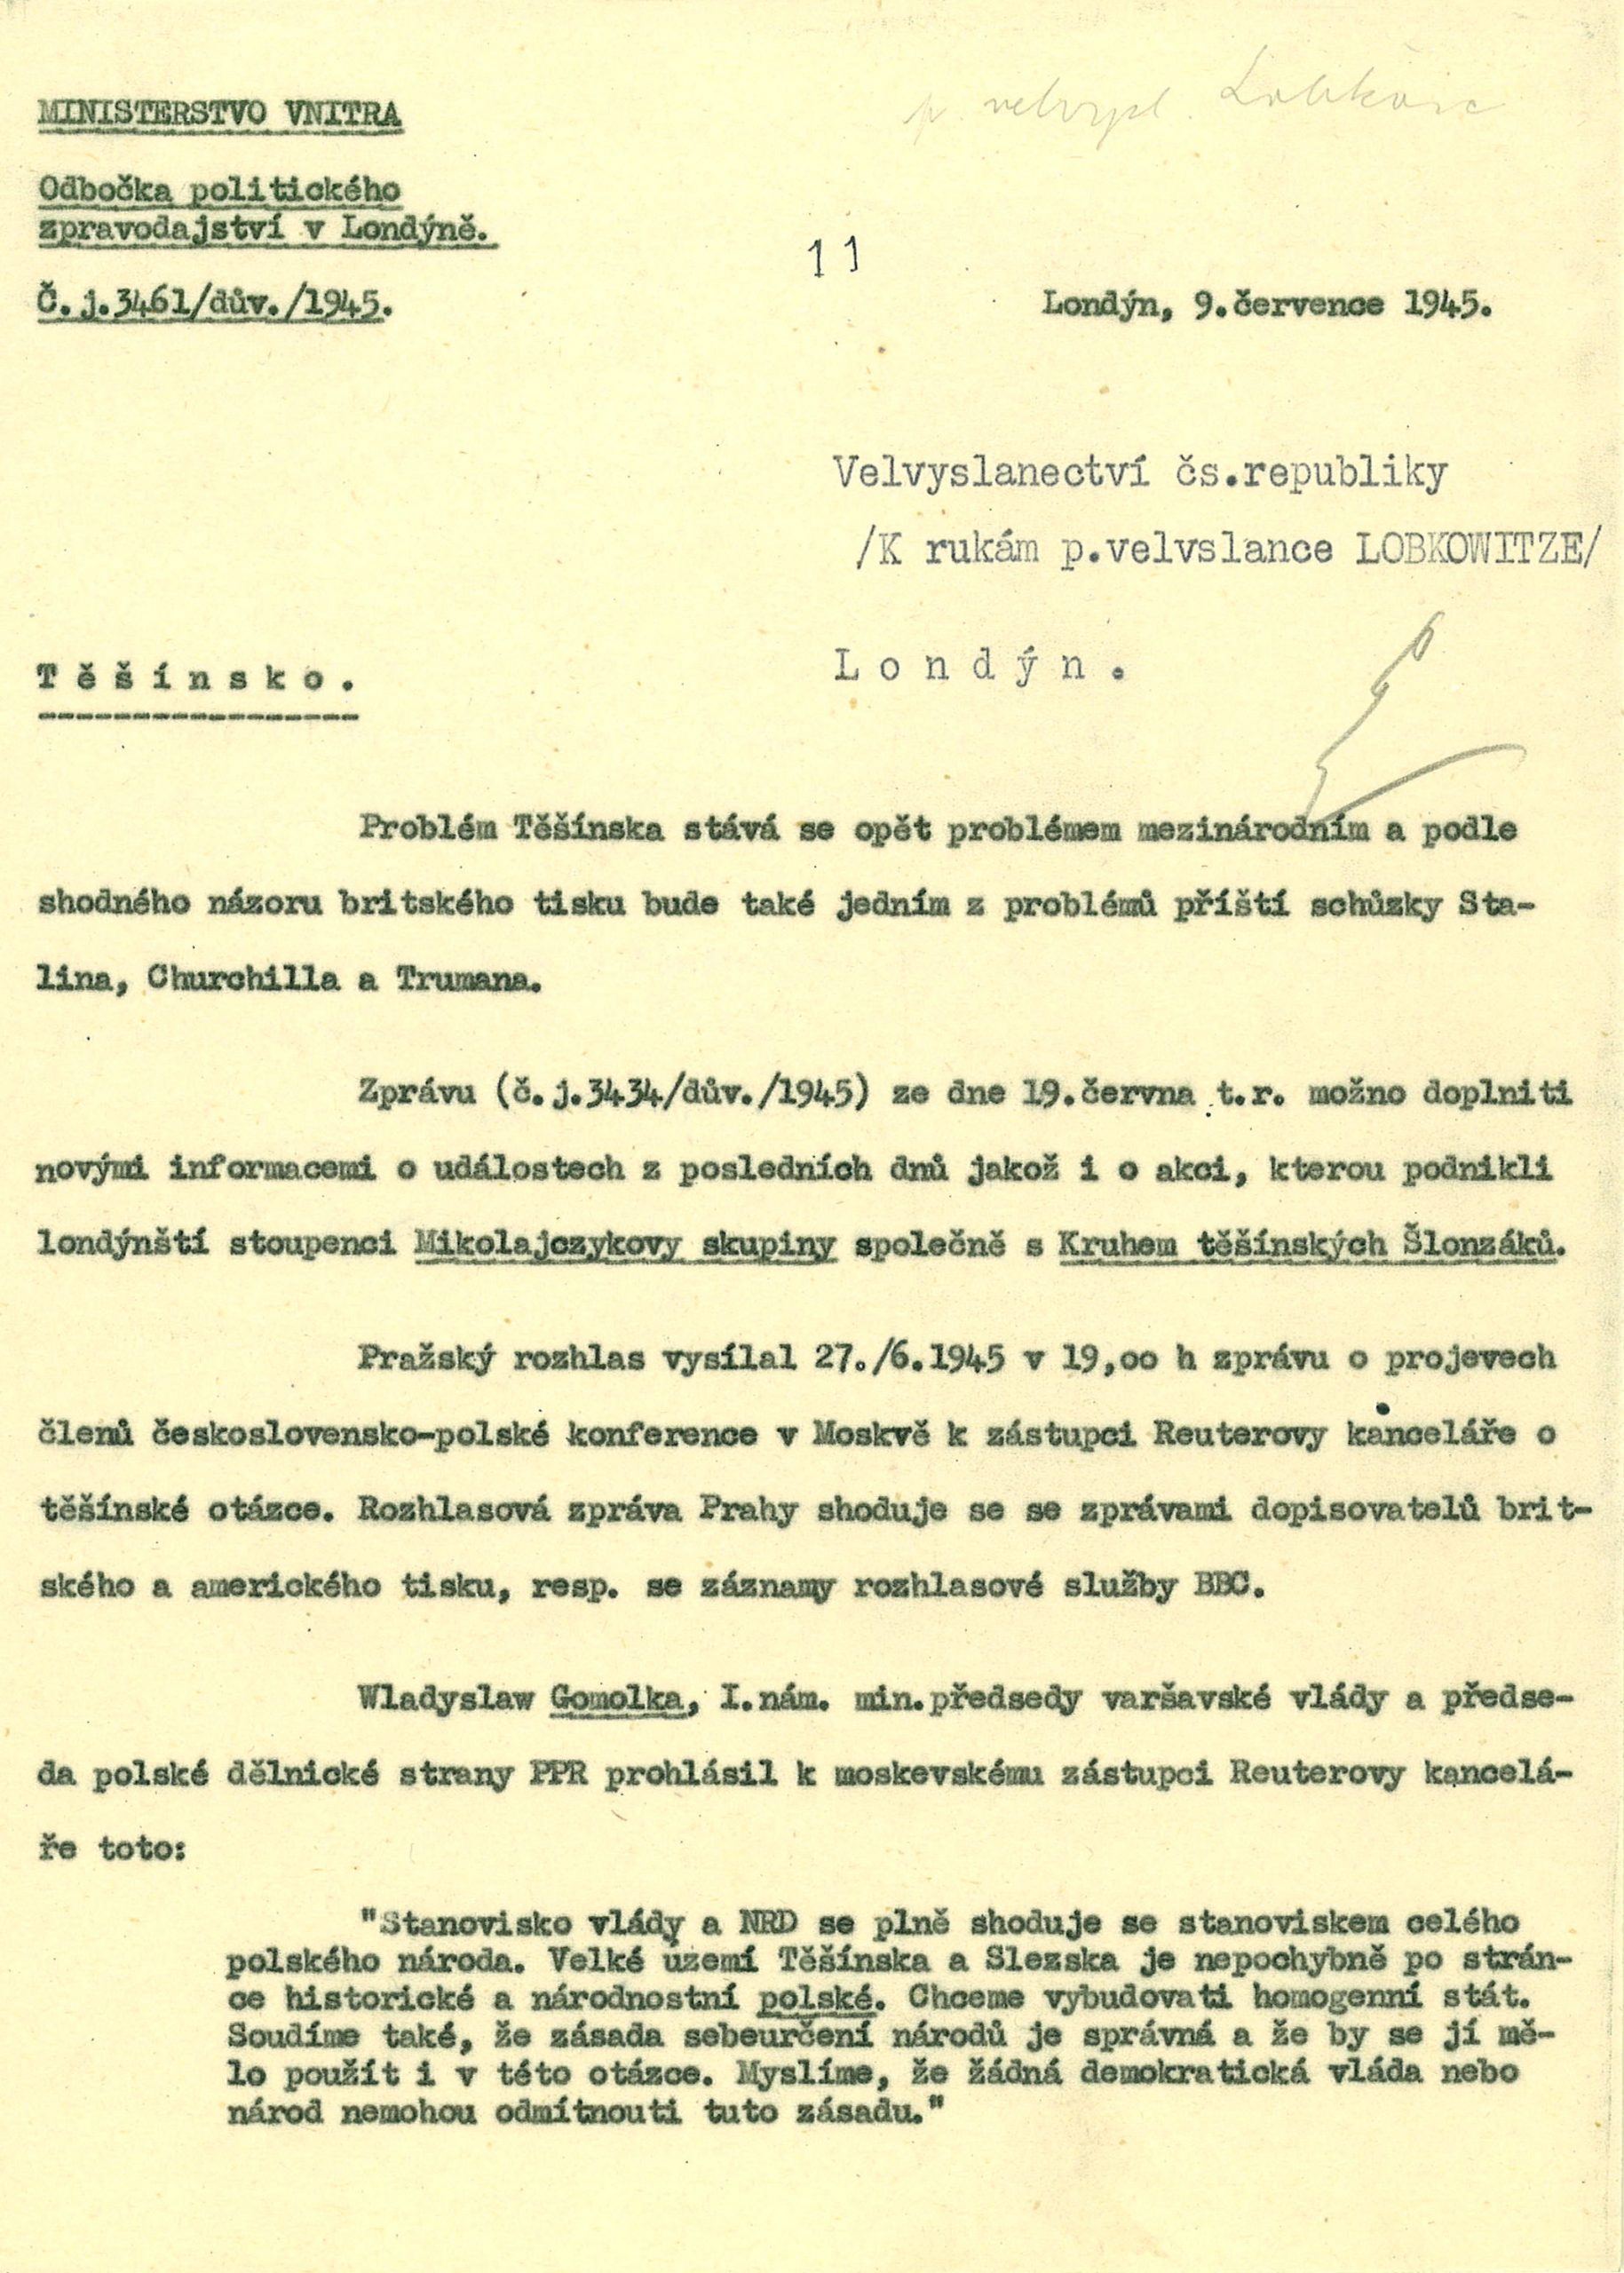 p. velvysl. Lobkovic
MINISTERSTVO VNITRA
Odbočka politického
zpravodajství v Londýně.
11
Č.j.3461/dův./1945.
Londýn, 9.července 1945.
Velvyslanectví čs.republiky
/K rukám p.velvslance LOBKOWITZE/
Londýn.
Těšínsko.
Problém Těšínska stává se opět problémem mezinárodním a podle
shodného názoru britského tisku bude také jedním z problémů příští schůzky Sta-
lina, Churchilla a Trumana.
Zprávu (č.j.3434/dův./1945) ze dne 19.června t.r. možno doplniti
novými informacemi o událostech z posledních dnů jakož i o akci, kterou podnikli
londýnští stoupenci Mikolajczykovy skupiny společně s Kruhem těšínských Šlonzáků.
Pražský rozhlas vysílal 27./6.1945 v 19,oo h zprávu o projevech
členů československo-polské konference v Moskvě k zástupci Reuterovy kanceláře o
těšínské otázce. Rozhlasová zpráva Prahy shoduje se se zprávami dopisovatelů brit-
ského a amerického tisku, resp. se záznamy rozhlasové služby BBC.
Wladyslaw Gomolka, I.nám. min.předsedy varšavské vlády a předse-
da polské dělnické strany PPR prohlásil k moskevskému zástupci Reuterovy kancelá-
ře toto:
"Stanovisko vlády a NRD se plně shoduje se stanoviskem celého
polského národa. Velké uzemí Těšínska a Slezska je nepochybně po strán-
ce historické a národnostní polské. Chceme vybudovati homogenní stát.
Soudíme také, že zásada sebeurčení národů je správná a že by se jí mě-
lo použít i v této otázce. Myslíme, že žádná demokratická vláda nebo
národ nemohou odmítnouti tuto zásadu."